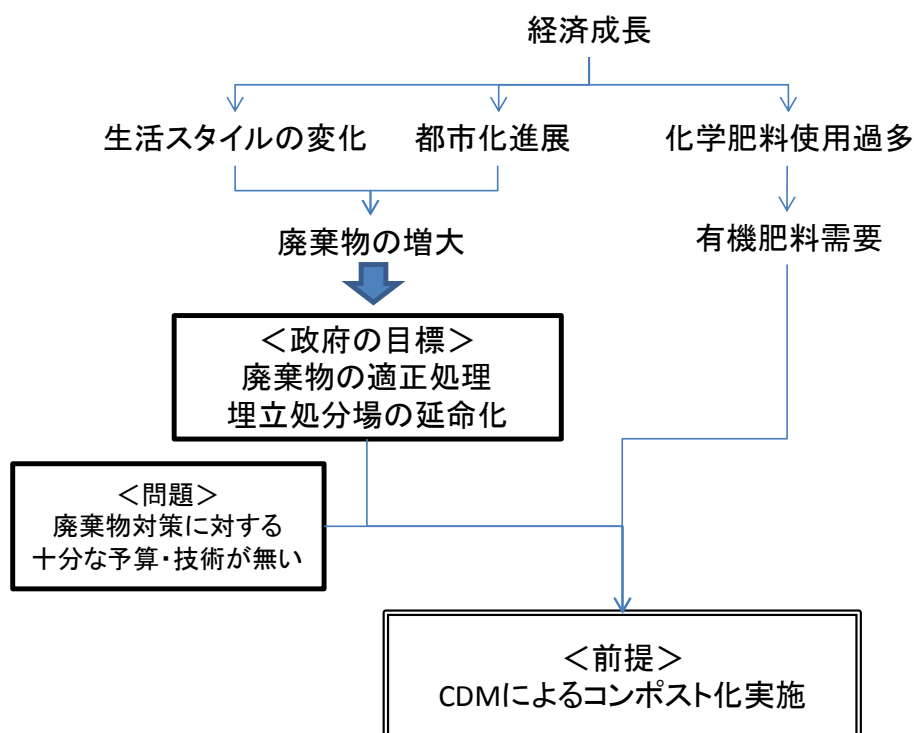 経済成長
生活スタイルの変化
都市化進展
化学肥料使用過多
廃棄物の増大
有機肥料需要
＜政府の目標＞
廃棄物の適正処理
埋立処分場の延命化
＜問題＞
廃棄物対策に対する
十分な予算・技術が無い
＜前提＞
CDMによるコンポスト化実施